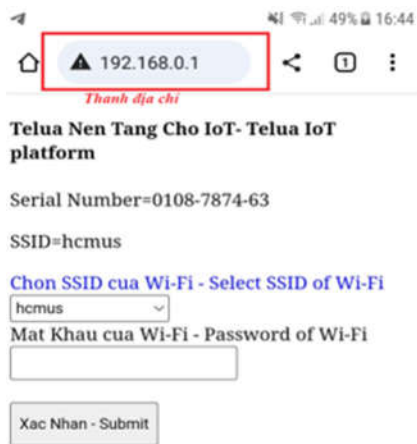 49% 16:44
192.168.0.1
1
Thanh địa chỉ
Telua Nen Tang Cho IoT- Telua IoT
platform
Serial Number=0108-7874-63
SSID=hcmus
Chon SSID cua Wi-Fi - Select SSID of Wi-Fi
hcmus
Mat Khau cua Wi-Fi - Password of Wi-Fi
Xac Nhan - Submit